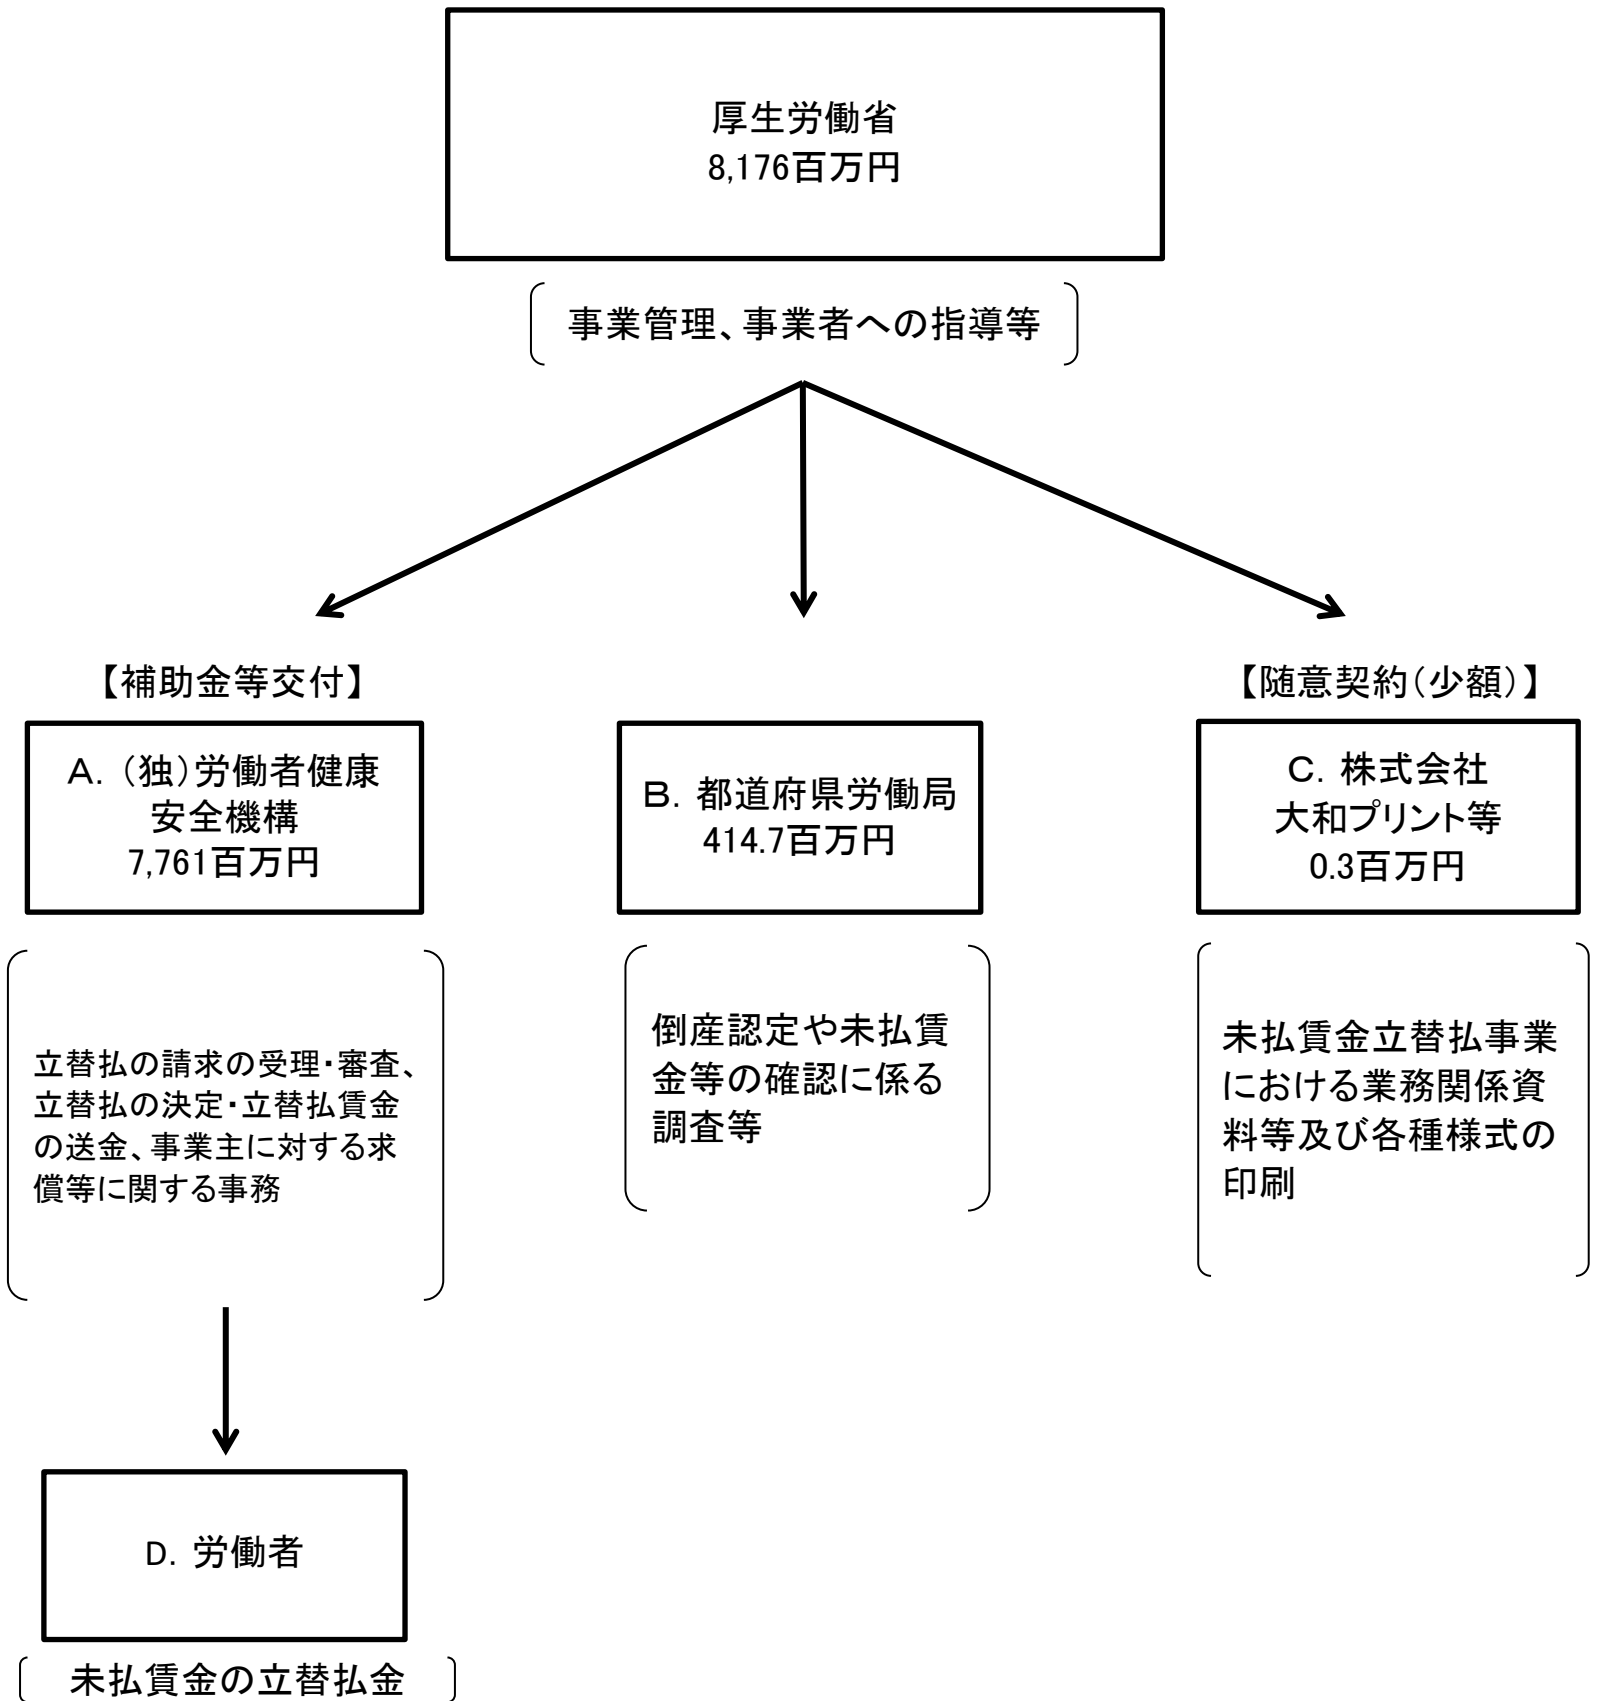 厚生労働省
8,176百万円
事業管理、事業者への指導等
【補助金等交付】
A．（独）労働者健康
安全機構
7,761百万円
立替払の請求の受理・審査、
立替払の決定・立替払賃金
の送金、事業主に対する求
償等に関する事務
B．都道府県労働局
414.7百万円
倒産認定や未払賃
金等の確認に係る
調査等
【随意契約（少額）】
C．株式会社
大和プリント等
0.3百万円
未払賃金立替払事業
における業務関係資
料等及び各種様式の
印刷
D．労働者
未払賃金の立替払金